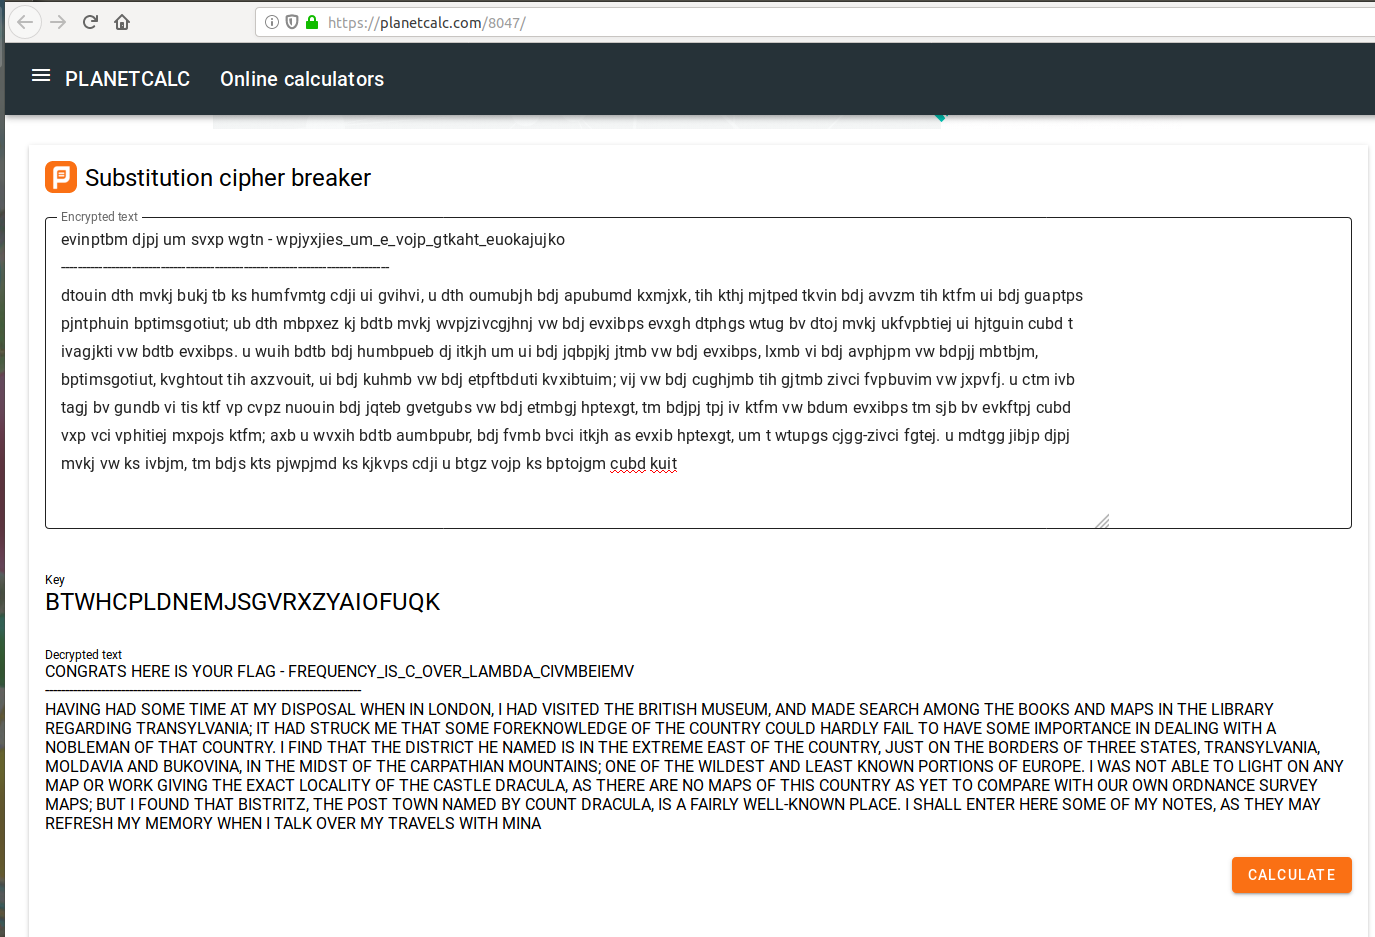 https://planetcalc.com/8047/
PLANETCALC Online calculators
Substitution cipher breaker
Encrypted text
evinptbm djpj um svxp wgtn - wpjyxjies_um_e_vojp_gtkaht_euokajujko
-------------------------------------------------------------------------------
dtouin dth mvkj bukj tb ks humfvmtg cdji ui gvihvi, u dth oumubjh bdj apubumd kxmjxk, tih kthj mjtped tkvin bdj avvzm tih ktfm ui bdj guaptps
pjntphuin bptimsgotiut; ub dth mbpxez kj bdtb mvkj wvpjzivcgjhnj vw bdj evxibps evxgh dtphgs wtug bv dtoj mvkj ukfvpbtiej ui hjtguin cubd t
ivagjkti vw bdtb evxibps. u wuih bdtb bdj humbpueb dj itkjh um ui bdj jqbpjkj jtmb vw bdj evxibps, lxmb vi bdj avphjpm vw bdpjj mbtbjm,
bptimsgotiut, kvghtout tih axzvouit, ui bdj kuhmb vw bdj etpftbduti kvxibtuim; vij vw bdj cughjmb tih gjtmb zivci fvpbuvim vw jxpvfj. u ctm ivb
tagj bv gundb vi tis ktf vp cvpz nuouin bdj jqteb gvetgubs vw bdj etmbgj hptexgt, tm bdjpj tpj iv ktfm vw bdum evxibps tm sjb bv evkftpj cubd
vxp vci vphitiej mxpojs ktfm; axb u wvxih bdtb aumbpubr, bdj fvmb bvci itkjh as evxib hptexgt, um t wtupgs cjgg-zivci fgtej. u mdtgg jibjp djpj
mvkj vw ks ivbjm, tm bdjs kts pjwpjmd ks kjkvps cdji u btgz vojp ks bptojgm cubd kuit
Key
BTWHCPLDNEMJSGVRXZYAIOFUQK
Decrypted text
CONGRATS HERE IS YOUR FLAG - FREQUENCY_IS_C_OVER_LAMBDA_CIVMBEIEMV
-------------------------------------------------------------------------------
HAVING HAD SOME TIME AT MY DISPOSAL WHEN IN LONDON, I HAD VISITED THE BRITISH MUSEUM, AND MADE SEARCH AMONG THE BOOKS AND MAPS IN THE LIBRARY
REGARDING TRANSYLVANIA; IT HAD STRUCK ME THAT SOME FOREKNOWLEDGE OF THE COUNTRY COULD HARDLY FAIL TO HAVE SOME IMPORTANCE IN DEALING WITH A
NOBLEMAN OF THAT COUNTRY. I FIND THAT THE DISTRICT HE NAMED IS IN THE EXTREME EAST OF THE COUNTRY, JUST ON THE BORDERS OF THREE STATES, TRANSYLVANIA,
MOLDAVIA AND BUKOVINA, IN THE MIDST OF THE CARPATHIAN MOUNTAINS; ONE OF THE WILDEST AND LEAST KNOWN PORTIONS OF EUROPE. I WAS NOT ABLE TO LIGHT ON ANY
MAP OR WORK GIVING THE EXACT LOCALITY OF THE CASTLE DRACULA, AS THERE ARE NO MAPS OF THIS COUNTRY AS YET TO COMPARE WITH OUR OWN ORDNANCE SURVEY
MAPS; BUT I FOUND THAT BISTRITZ, THE POST TOWN NAMED BY COUNT DRACULA, IS A FAIRLY WELL-KNOWN PLACE. I SHALL ENTER HERE SOME OF MY NOTES, AS THEY MAY
REFRESH MY MEMORY WHEN I TALK OVER MY TRAVELS WITH MINA
CALCULATE